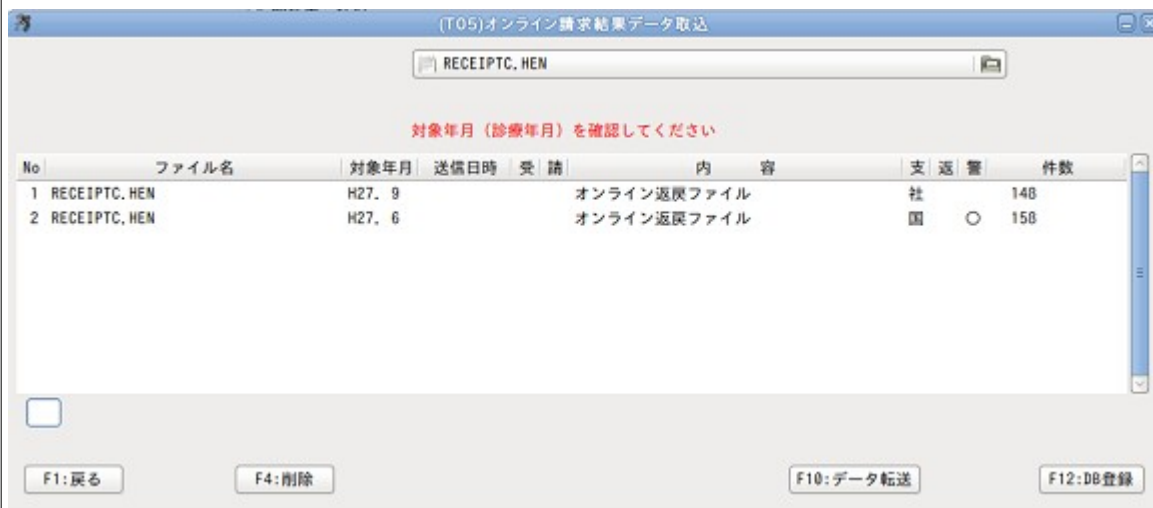 (T05)オンライン請求結果データ取込
RECEIPTC.HEN
対象年月（診療年月）を確認してください
No ファイル名 対象年月 送信日時 受 請 内 容 支 返 警 件数
1 RECEIPTC.HEN H27. 9 オンライン返戻ファイル 社 148
2 RECEIPTC.HEN H27. 6 オンライン返戻ファイル 国 ○ 158
F1:戻る F4:削除 F10:データ転送 F12:DB登録